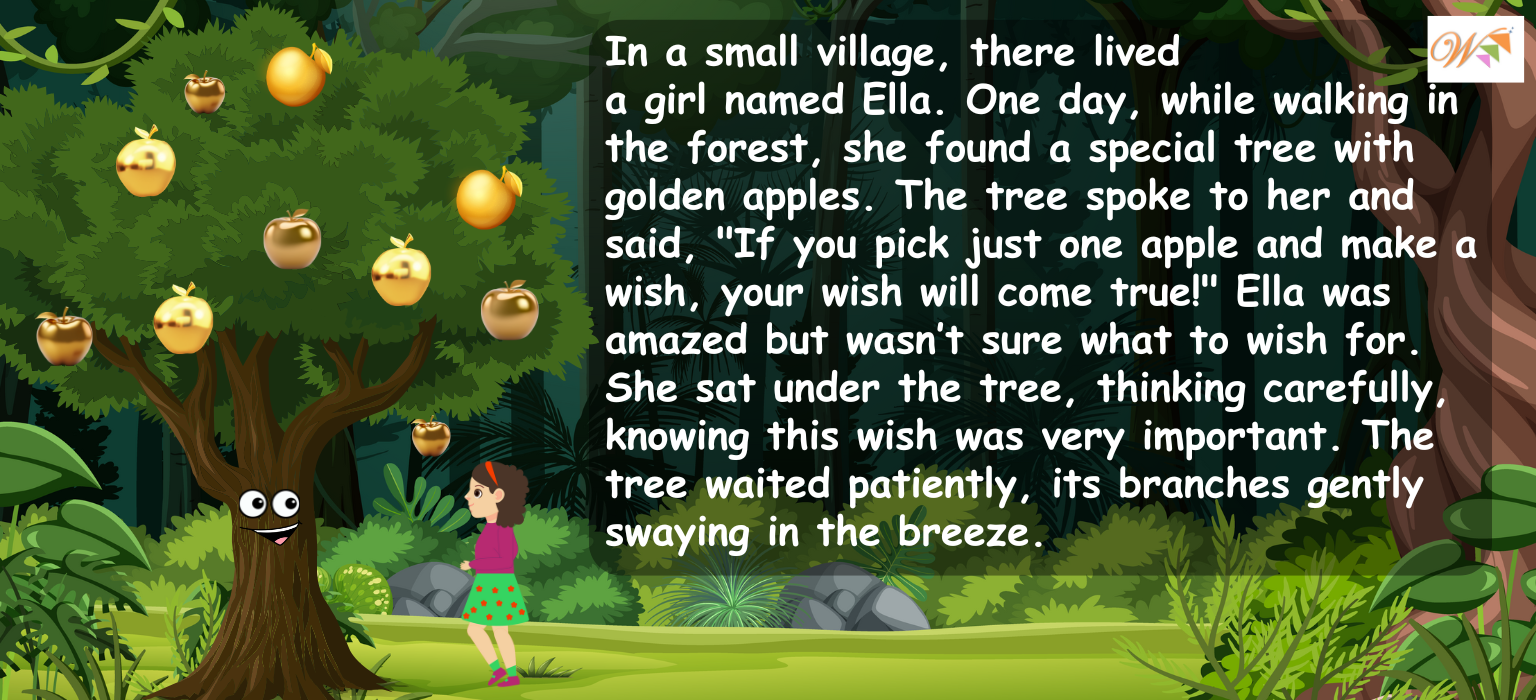 In a small village, there lived
a girl named Ella. One day, while walking in
the forest, she found a special tree with
golden apples. The tree spoke to her and
said, "If you pick just one apple and make a
wish, your wish will come true!" Ella was
amazed but wasn't sure what to wish for.
She sat under the tree, thinking carefully,
knowing this wish was very important. The
tree waited patiently, its branches gently
swaying in the breeze.
W